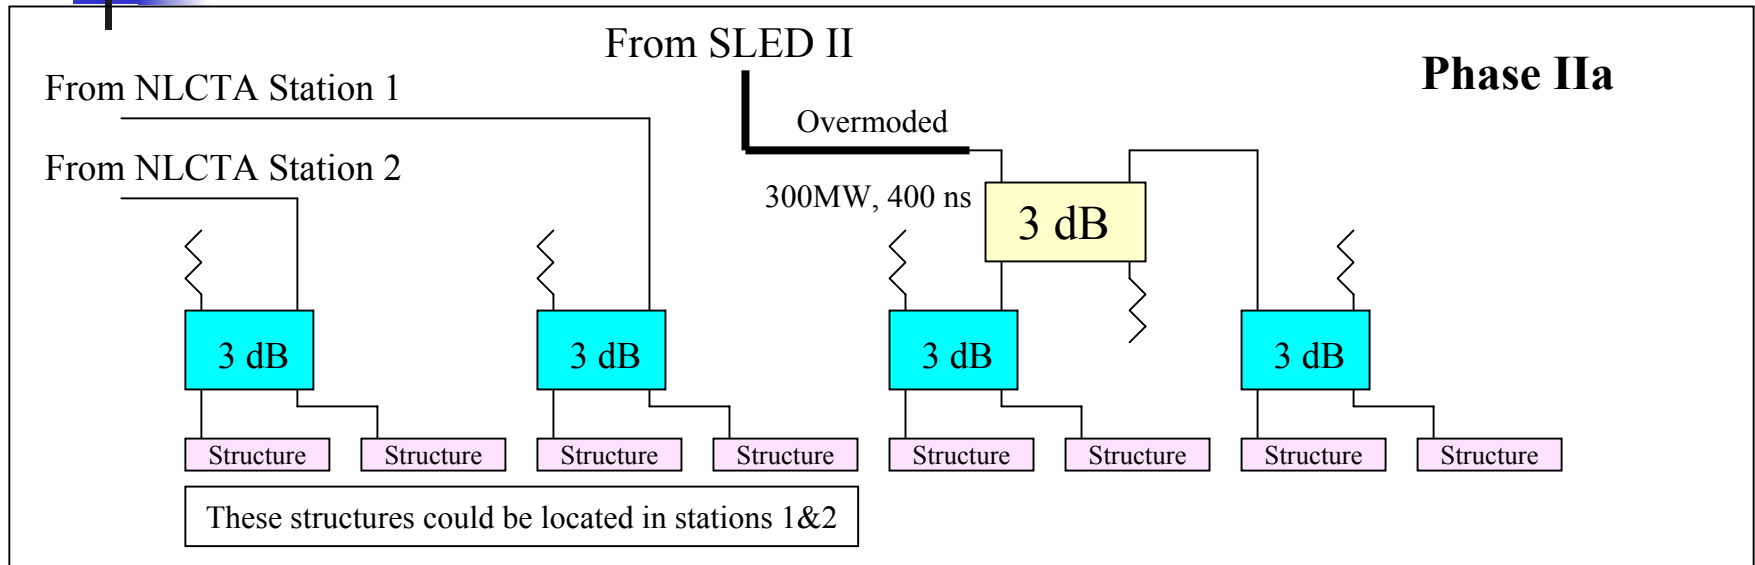 From SLED II
Phase IIa
From NLCTA Station 1
Overmoded
From NLCTA Station 2
300MW, 400 ns
3 dB
3 dB
3 dB
3 dB
3 dB
Structure
Structure
Structure
Structure
Structure
Structure
Structure
Structure
These structures could be located in stations 1&2